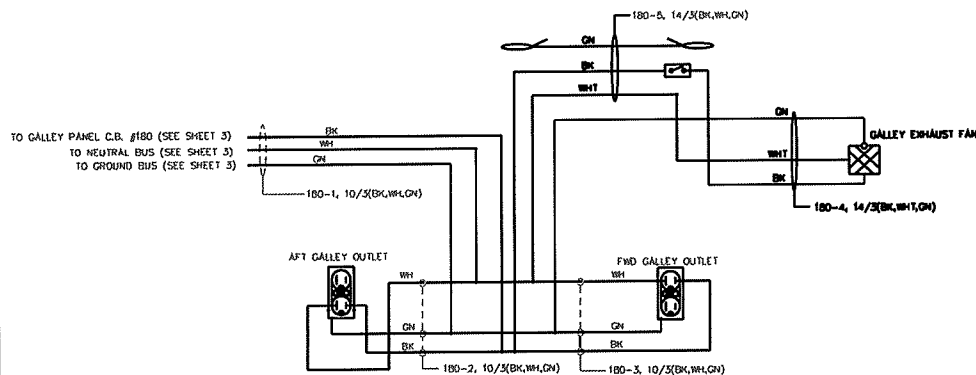 180-5, 14/3(BK,WH,GN)
GN
BK
WHT
GN
GALLEY EXHAUST FAN
WHT
BK
180-4, 14/3(BK,WHT,GN)
TO GALLEY PANEL C.B. #180 (SEE SHEET 3)
BK
TO NEUTRAL BUS (SEE SHEET 3)
WH
TO GROUND BUS (SEE SHEET 3)
GN
180-1, 10/3(BK,WH,GN)
AFT GALLEY OUTLET
FWD GALLEY OUTLET
WH
WH
GN
GN
BK
BK
180-2, 10/3(BK,WH,GN)
180-3, 10/3(BK,WH,GN)